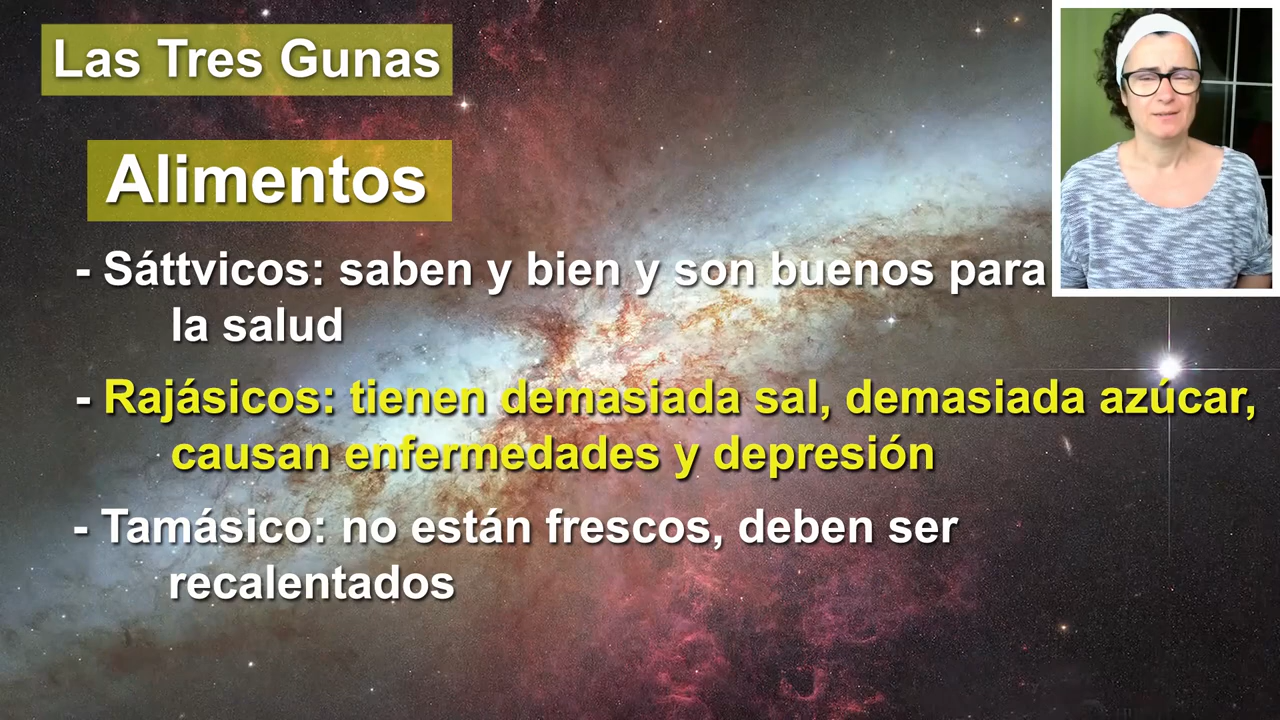 Las Tres Gunas
Alimentos
- Sáttvicos: saben y bien y son buenos para
la salud
- Rajásicos: tienen demasiada sal, demasiada azúcar,
causan enfermedades y depresión
- Tamásico: no están frescos, deben ser
recalentados